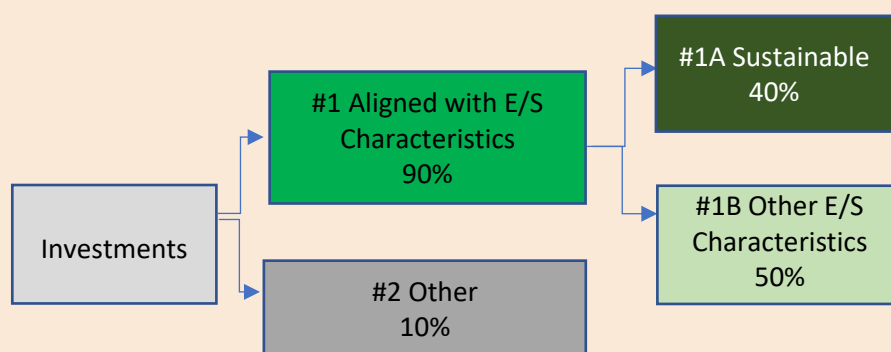 Investments
#1 Aligned with E/S
Characteristics
90%
#2 Other
10%
#1A Sustainable
40%
#1B Other E/S
Characteristics
50%